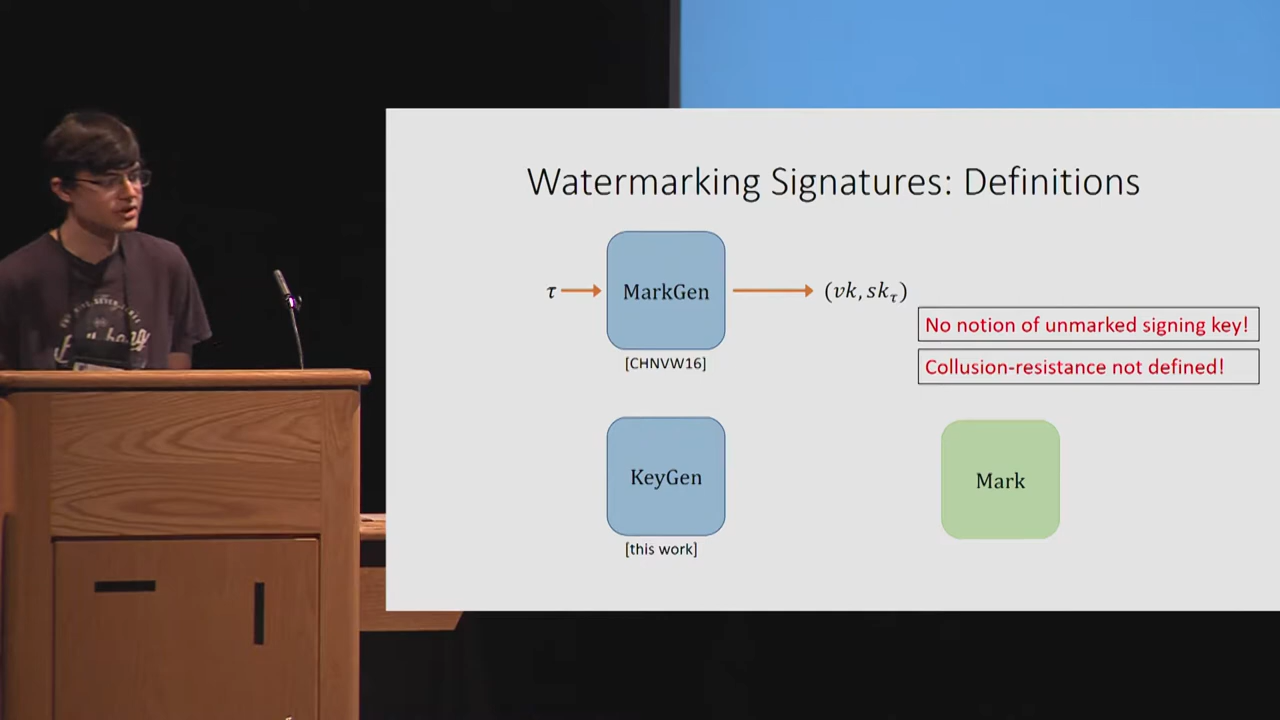 Watermarking Signatures: Definitions
τ MarkGen (vk, skτ)
No notion of unmarked signing key!
[CHNVW16]
Collusion-resistance not defined!
KeyGen
Mark
[this work]